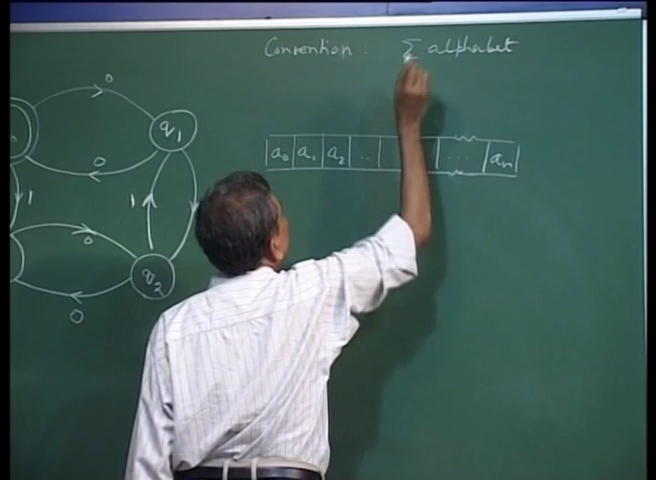 Convention : Σ alphabet
a0 a1 a2 .. ... an
0
q1
0
1
1
0
q2
0